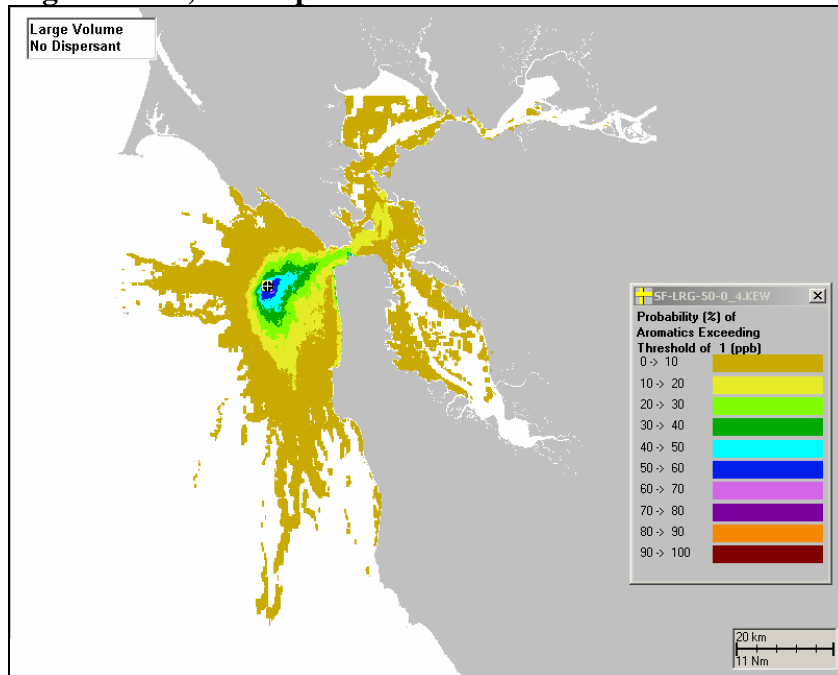 Large Volume
No Dispersant
SF-LRG-50-0_4.KEW
Probability (%) of
Aromatics Exceeding
Threshold of 1 (ppb)
0 -> 10
10 -> 20
20 -> 30
30 -> 40
40 -> 50
50 -> 60
60 -> 70
70 -> 80
80 -> 90
90 -> 100
20 km
11 Nm